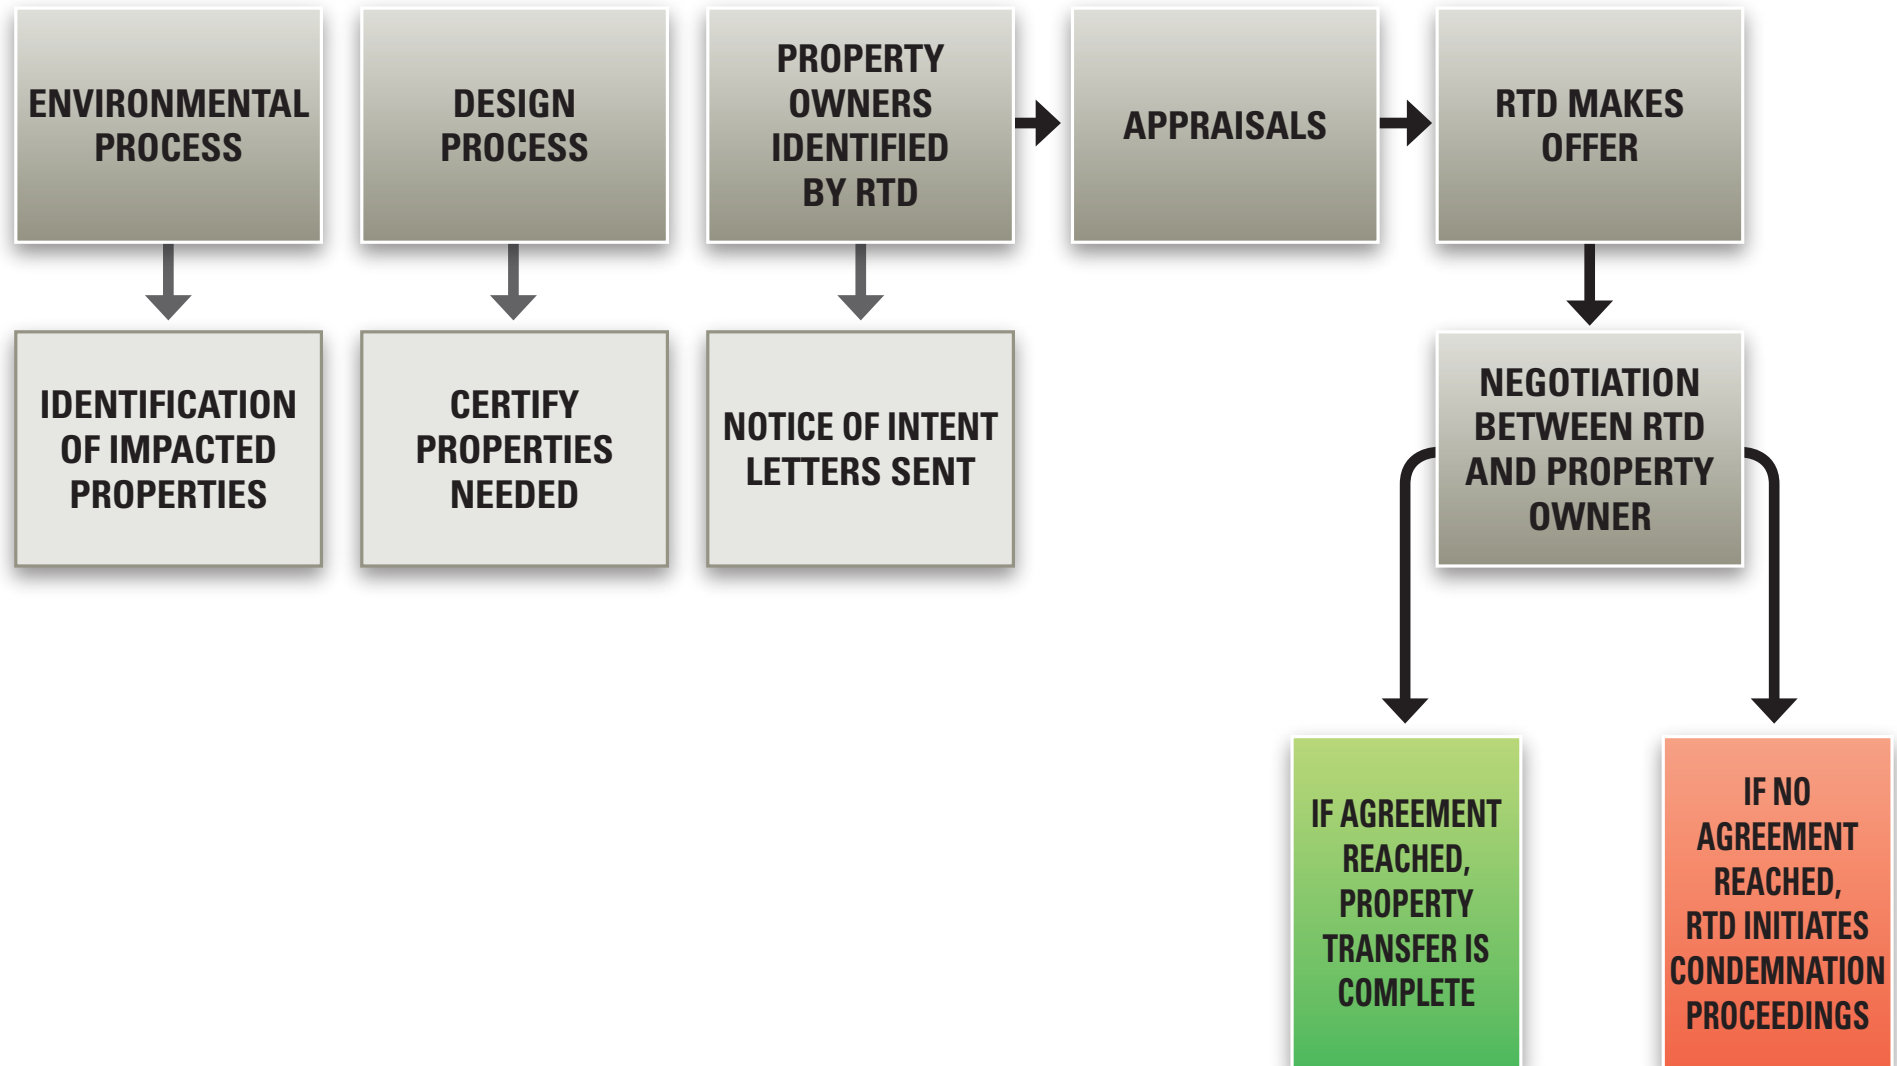 ENVIRONMENTAL
PROCESS
DESIGN
PROCESS
PROPERTY
OWNERS
IDENTIFIED
BY RTD
APPRAISALS
RTD MAKES
OFFER
IDENTIFICATION
OF IMPACTED
PROPERTIES
CERTIFY
PROPERTIES
NEEDED
NOTICE OF INTENT
LETTERS SENT
NEGOTIATION
BETWEEN RTD
AND PROPERTY
OWNER
IF AGREEMENT
REACHED,
PROPERTY
TRANSFER IS
COMPLETE
IF NO
AGREEMENT
REACHED,
RTD INITIATES
CONDEMNATION
PROCEEDINGS